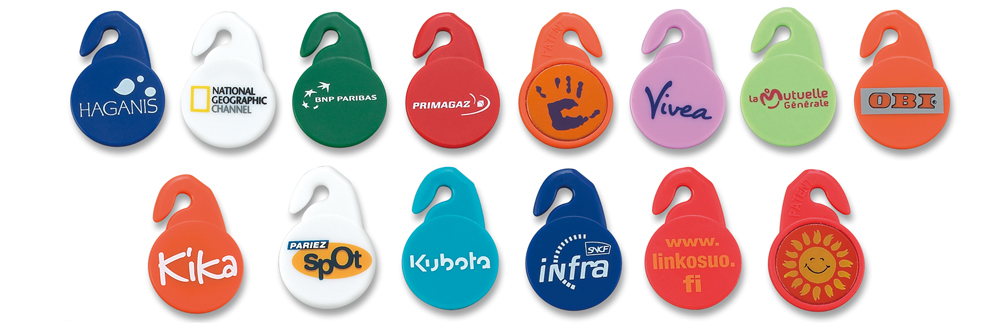 HAGANIS
NATIONAL
GEOGRAPHIC
CHANNEL
BNP PARIBAS
PRIMAGAZ
Vivea
la Mutuelle
Générale
OBI
Kika
PARIEZ
spOt
Kubota
SNCF
infra
www.
linkosuo.
fi